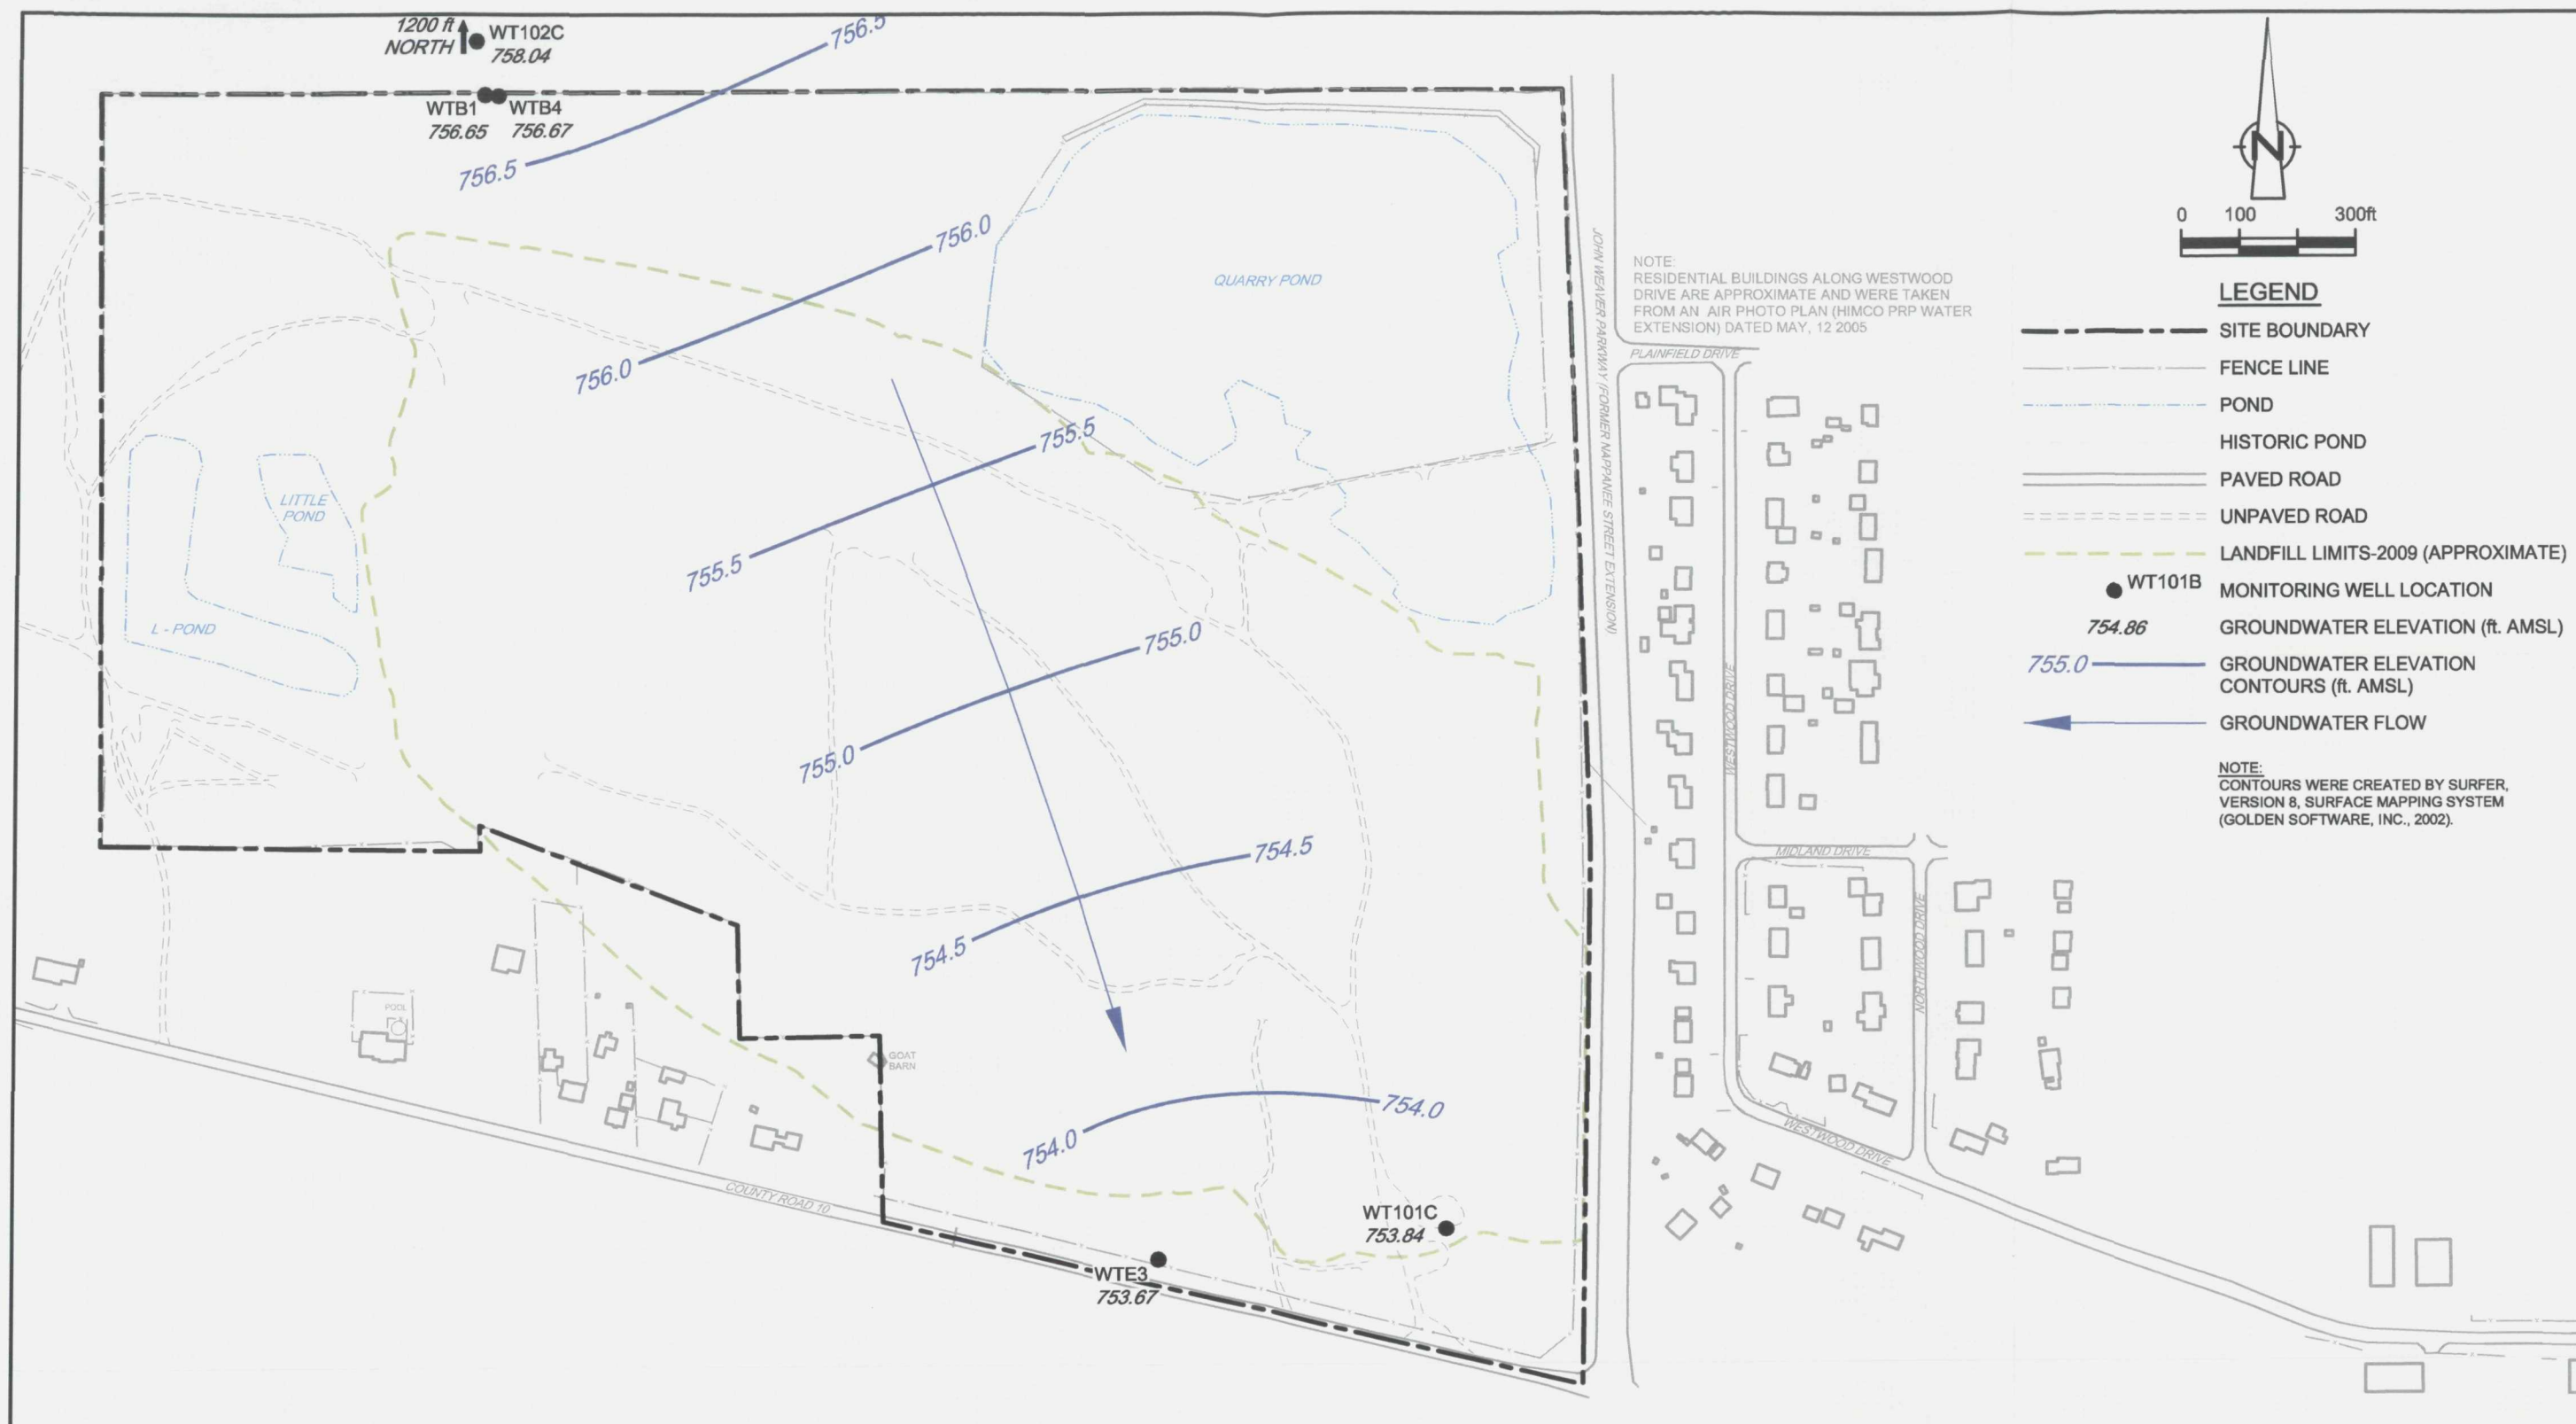 1200 ft
NORTH
WT102C
758.04
WTB1
756.65
WTB4
756.67
756.5
756.5
756.0
756.0
755.5
755.5
755.0
755.0
754.5
754.5
754.0
754.0
QUARRY POND
LITTLE
POND
L - POND
POOL
GOAT
BARN
COUNTY ROAD 10
WTE3
753.67
WT101C
753.84
JOHN WEAVER PARKWAY (FORMER NAPPANEE STREET EXTENSION)
NOTE:
RESIDENTIAL BUILDINGS ALONG WESTWOOD
DRIVE ARE APPROXIMATE AND WERE TAKEN
FROM AN AIR PHOTO PLAN (HIMCO PRP WATER
EXTENSION) DATED MAY, 12 2005
PLAINFIELD DRIVE
WESTWOOD DRIVE
MIDLAND DRIVE
NORTHWOOD DRIVE
WESTWOOD DRIVE
N
0 100 300ft
LEGEND
SITE BOUNDARY
FENCE LINE
POND
HISTORIC POND
PAVED ROAD
UNPAVED ROAD
LANDFILL LIMITS-2009 (APPROXIMATE)
WT101B MONITORING WELL LOCATION
754.86 GROUNDWATER ELEVATION (ft. AMSL)
755.0 GROUNDWATER ELEVATION
CONTOURS (ft. AMSL)
GROUNDWATER FLOW
NOTE:
CONTOURS WERE CREATED BY SURFER,
VERSION 8, SURFACE MAPPING SYSTEM
(GOLDEN SOFTWARE, INC., 2002).